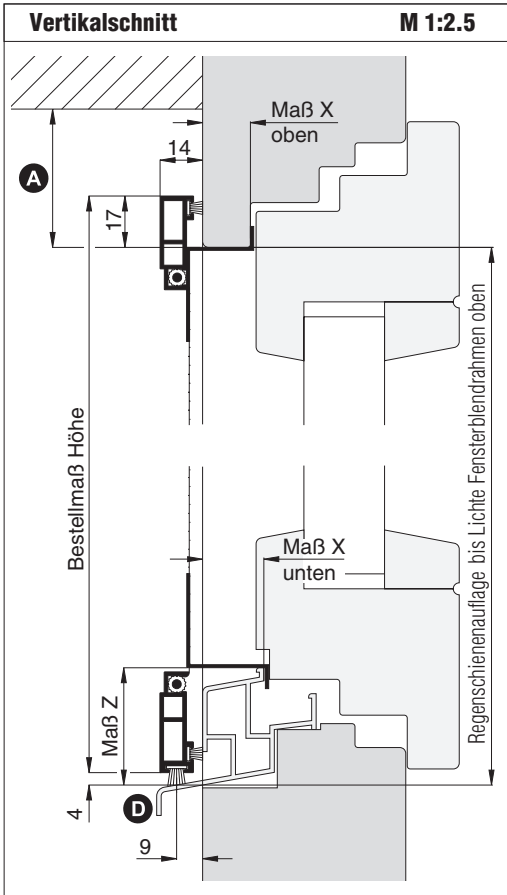 Vertikalschnitt M 1:2.5
Maß X
oben
14
A
17
Bestellmaß Höhe
Regenschienenauflage bis Lichte Fensterblendrahmen oben
Maß X
unten
Maß Z
4
D
9